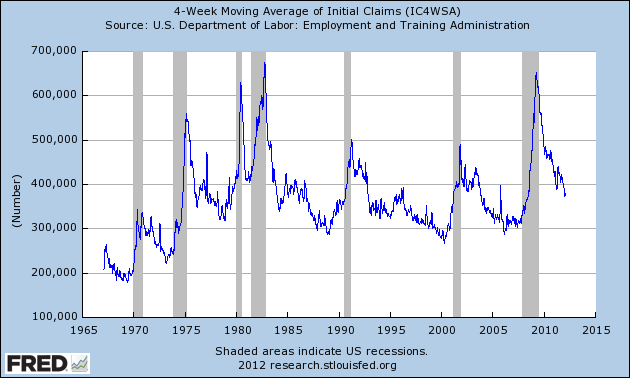 4-Week Moving Average of Initial Claims (IC4WSA)
Source: U.S. Department of Labor: Employment and Training Administration
700,000
600,000
500,000
400,000
300,000
200,000
100,000
(Number)
1965 1970 1975 1980 1985 1990 1995 2000 2005 2010 2015
Shaded areas indicate US recessions.
2012 research.stlouisfed.org
FRED